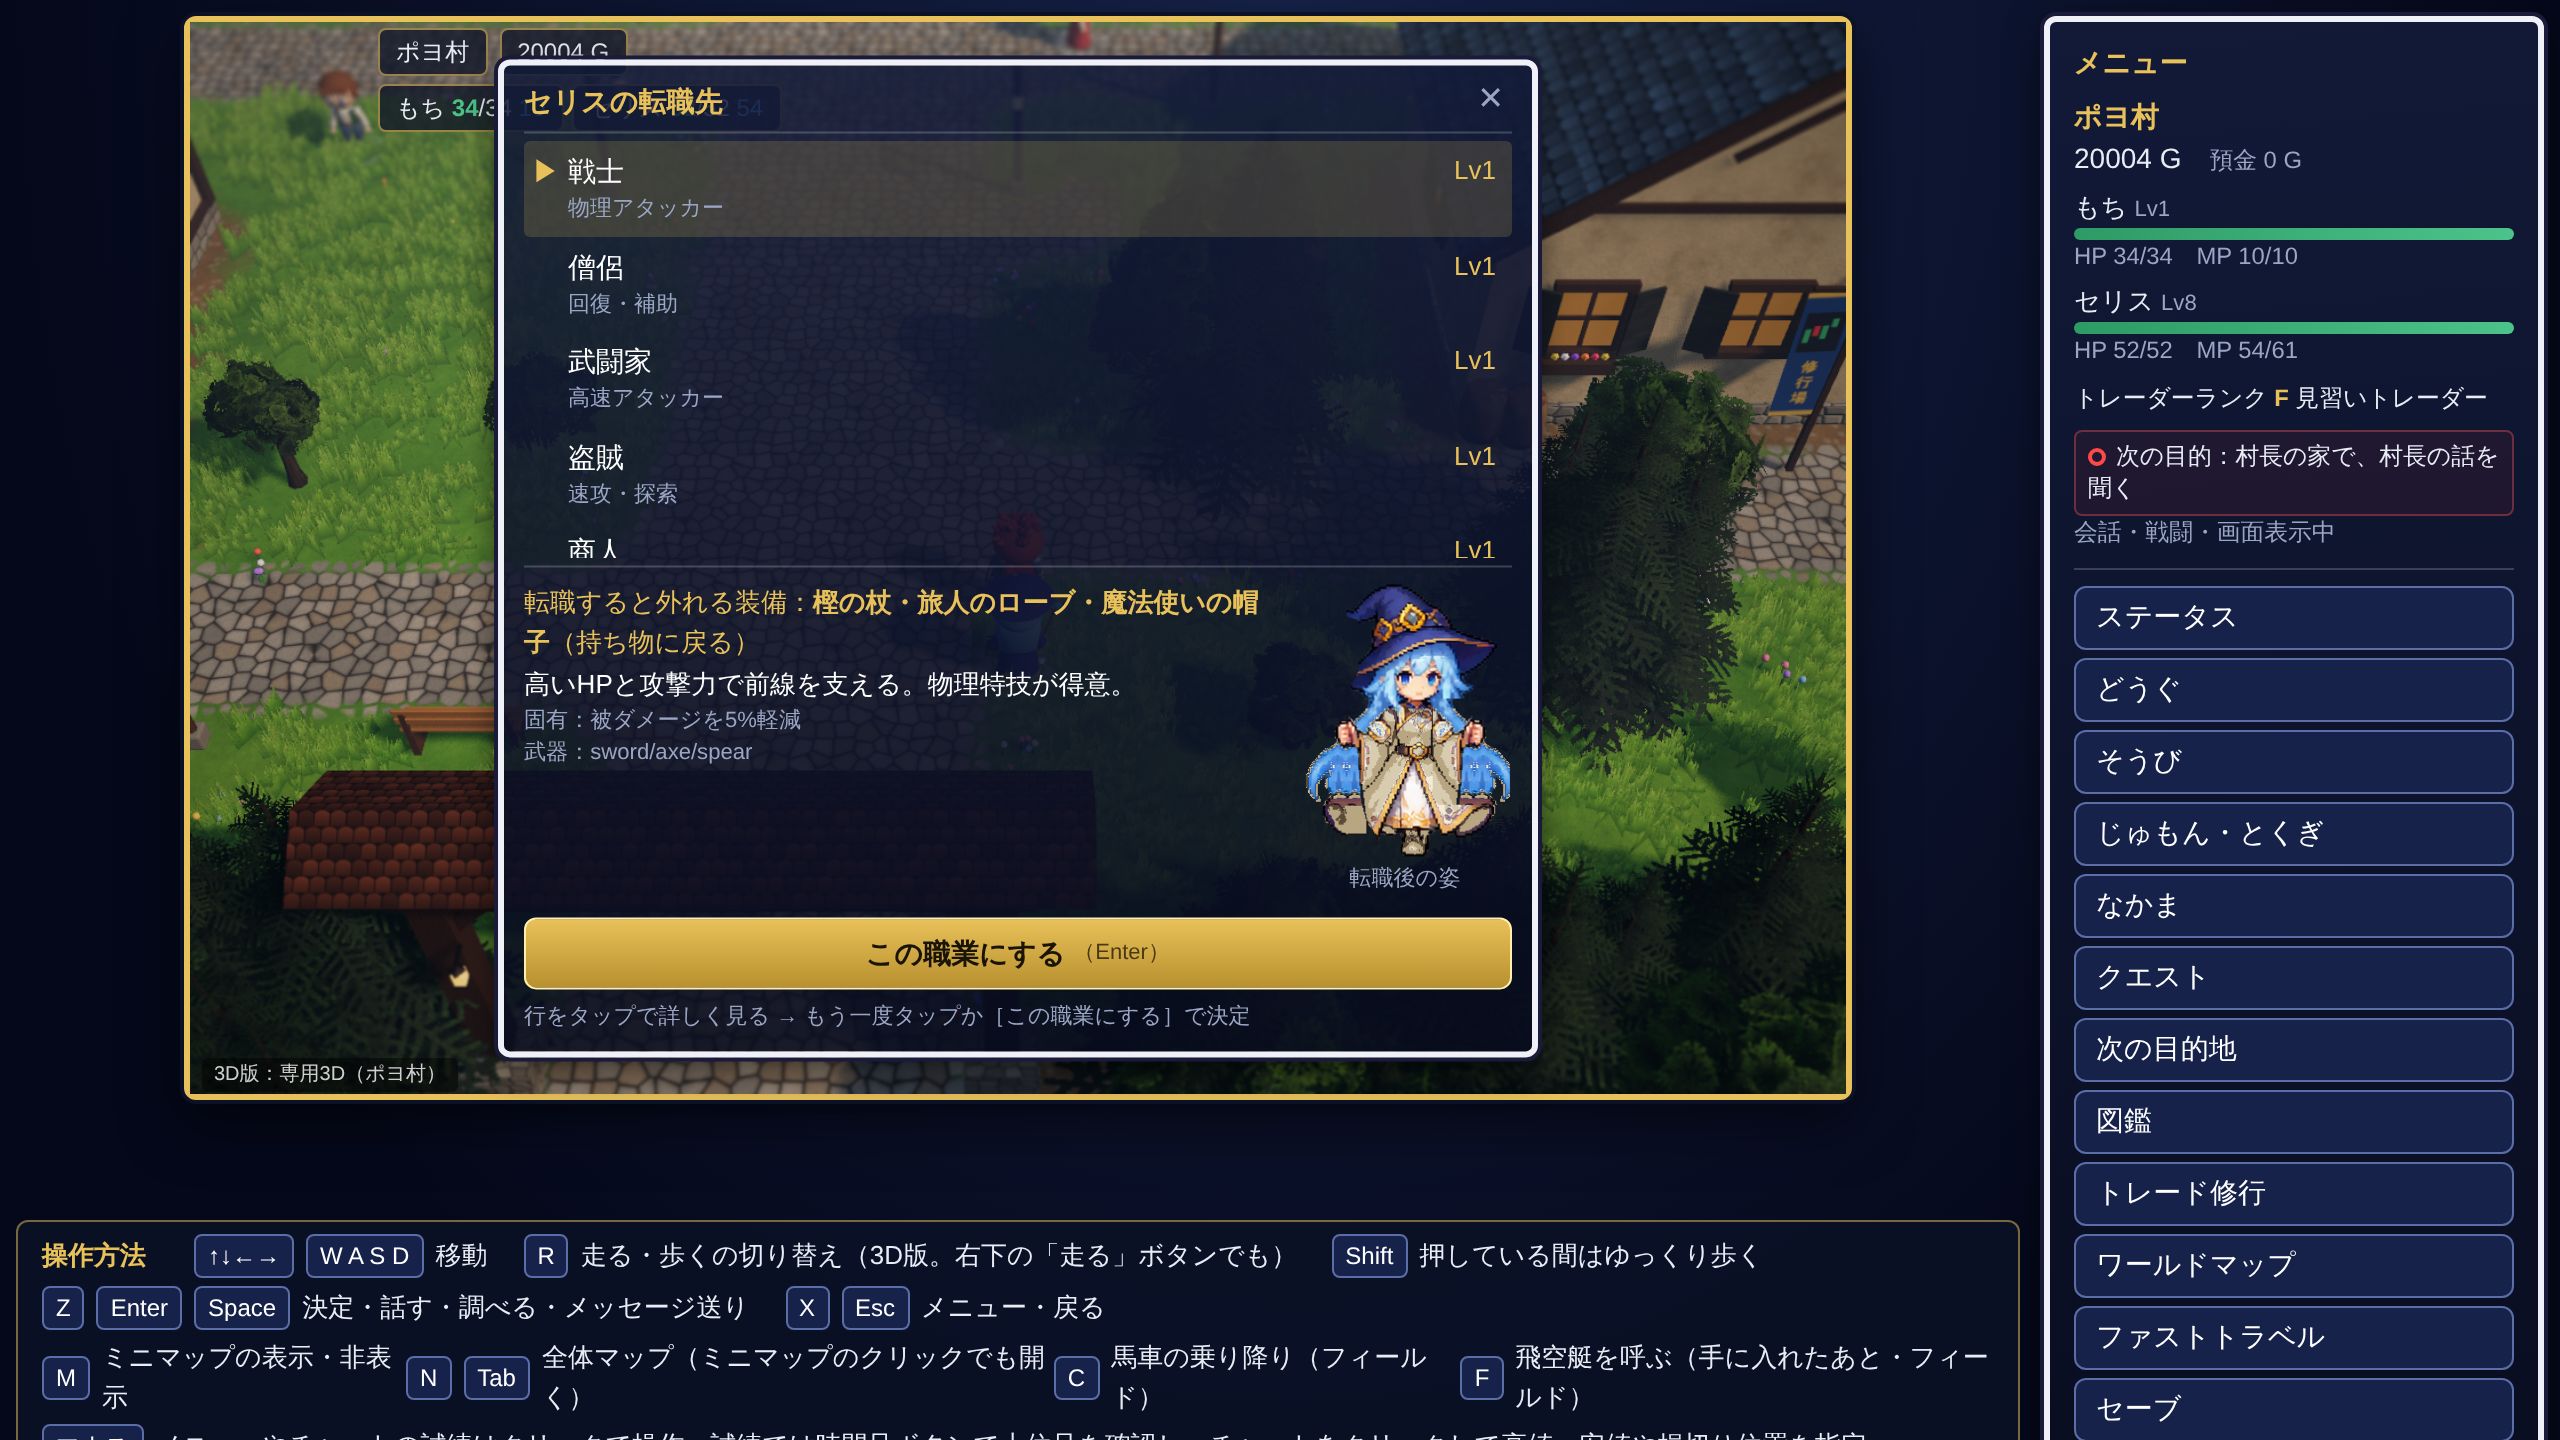 ポヨ村
20004 G
もち 34/34
セリスの転職先
×
▶ 戦士 Lv1
物理アタッカー
僧侶 Lv1
回復・補助
武闘家 Lv1
高速アタッカー
盗賊 Lv1
速攻・探索
商人 Lv1
転職すると外れる装備：樫の杖・旅人のローブ・魔法使いの帽
子（持ち物に戻る）
高いHPと攻撃力で前線を支える。物理特技が得意。
固有：被ダメージを5%軽減
武器：sword/axe/spear
転職後の姿
この職業にする （Enter）
行をタップで詳しく見る → もう一度タップか［この職業にする］で決定
修行場
3D版：専用3D（ポヨ村）
メニュー
ポヨ村
20004 G 預金 0 G
もち Lv1
HP 34/34 MP 10/10
セリス Lv8
HP 52/52 MP 54/61
トレーダーランク F 見習いトレーダー
次の目的：村長の家で、村長の話を
聞く
会話・戦闘・画面表示中
ステータス
どうぐ
そうび
じゅもん・とくぎ
なかま
クエスト
次の目的地
図鑑
トレード修行
ワールドマップ
ファストトラベル
セーブ
操作方法 ↑↓←→ W A S D 移動 R 走る・歩くの切り替え（3D版。右下の「走る」ボタンでも） Shift 押している間はゆっくり歩く
Z Enter Space 決定・話す・調べる・メッセージ送り X Esc メニュー・戻る
M ミニマップの表示・非表
示
N Tab 全体マップ（ミニマップのクリックでも開
く）
C 馬車の乗り降り（フィール
ド）
F 飛空艇を呼ぶ（手に入れたあと・フィー
ルド）